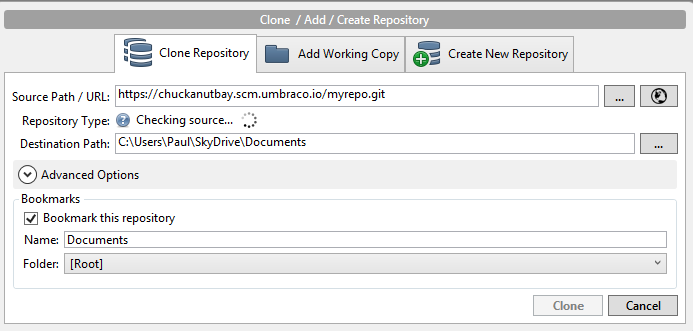 Clone / Add / Create Repository
Clone Repository
Add Working Copy
Create New Repository
Source Path / URL: https://chuckanutbay.scm.umbraco.io/myrepo.git ...
Repository Type: ? Checking source...
Destination Path: C:\Users\Paul\SkyDrive\Documents ...
Advanced Options
Bookmarks
Bookmark this repository
Name: Documents
Folder: [Root]
Clone Cancel